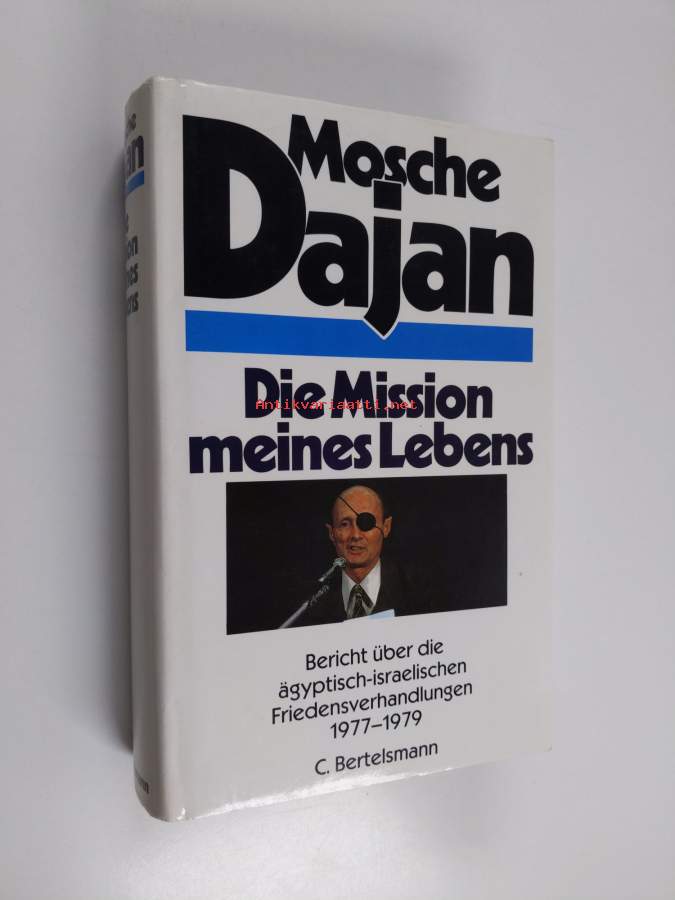 Mosche
Dajan
Die Mission
Antikvariaatti.net
meines Lebens
Bericht über die
ägyptisch-israelischen
Friedensverhandlungen
1977–1979
C. Bertelsmann